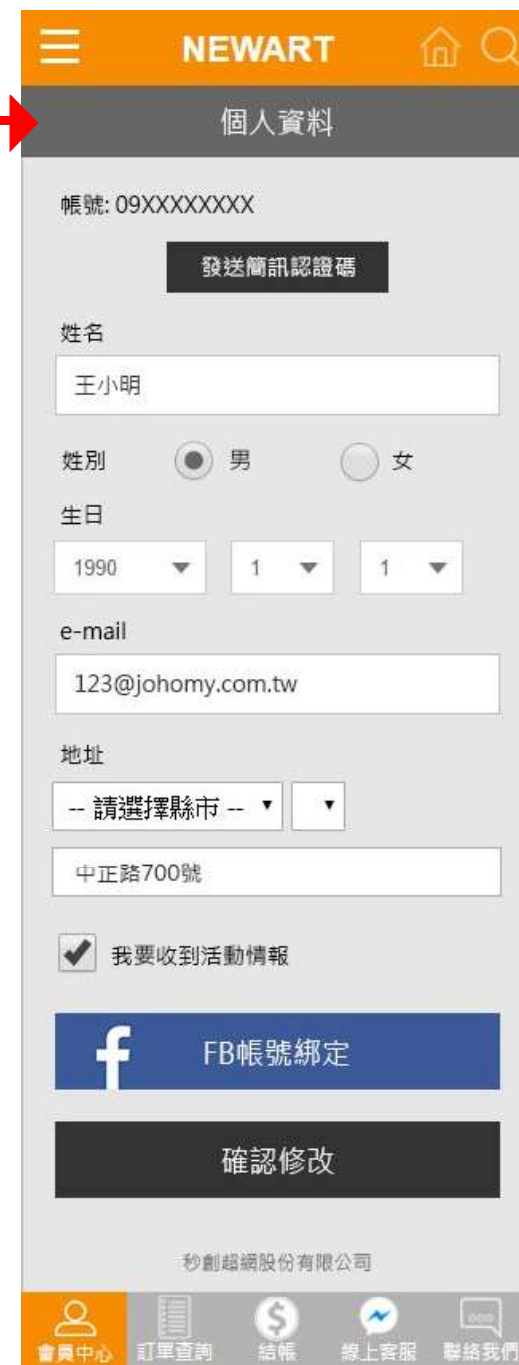 NEWART
個人資料
帳號: 09XXXXXXXX
發送簡訊認證碼
姓名
王小明
姓別 男 女
生日
1990 1 1
e-mail
123@johomy.com.tw
地址
-- 請選擇縣市 --
中正路700號
我要收到活動情報
f FB帳號綁定
確認修改
秒創超網股份有限公司
會員中心 訂單查詢 結帳 線上客服 聯絡我們